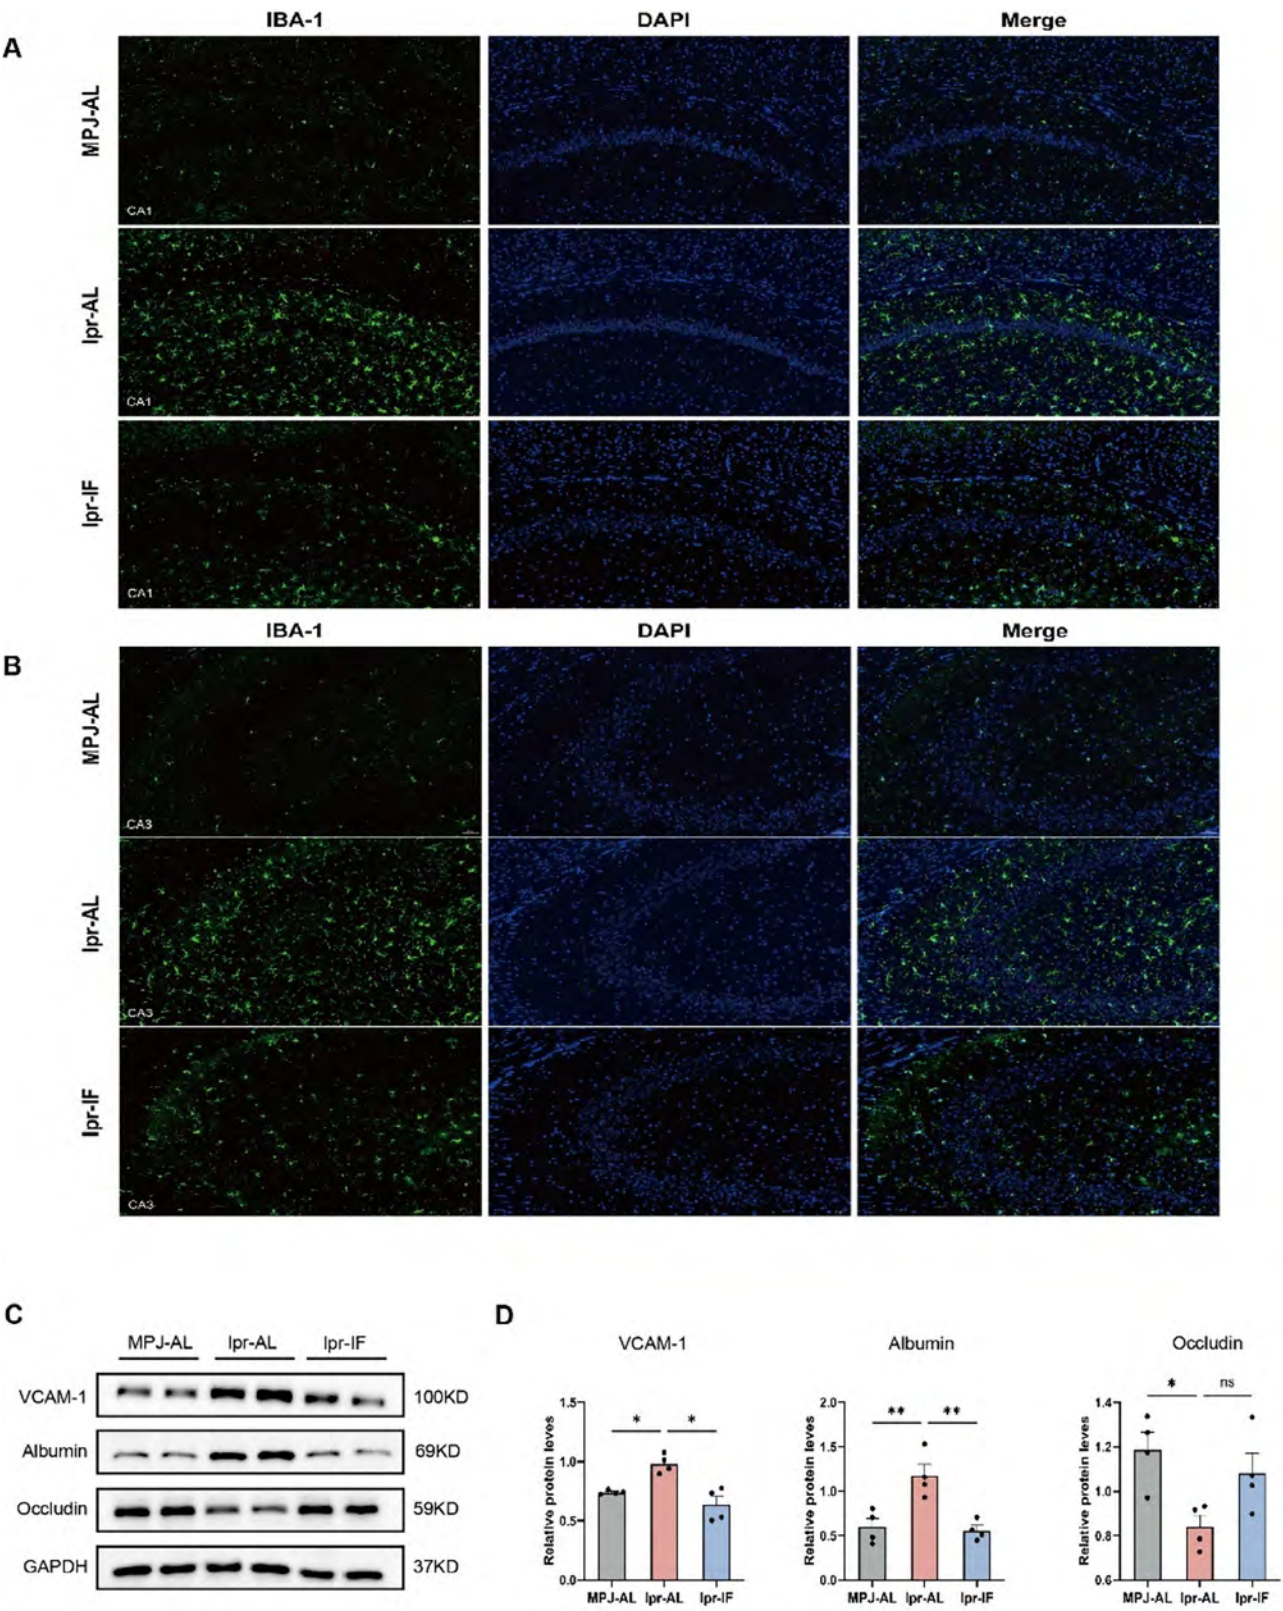 IBA-1 DAPI Merge
A
MPJ-AL
CA1
lpr-AL
CA1
lpr-IF
CA1
IBA-1 DAPI Merge
B
MPJ-AL
CA3
lpr-AL
CA3
lpr-IF
CA3
C
MPJ-AL lpr-AL lpr-IF
VCAM-1 100KD
Albumin 69KD
Occludin 59KD
GAPDH 37KD
D
VCAM-1
Relative protein leves
1.5
1.0
0.5
0.0
* *
MPJ-AL lpr-AL lpr-IF
Albumin
Relative protein leves
2.0
1.5
1.0
0.5
0.0
** **
MPJ-AL lpr-AL lpr-IF
Occludin
Relative protein leves
1.4
1.2
1.0
0.8
0.6
* ns
MPJ-AL lpr-AL lpr-IF